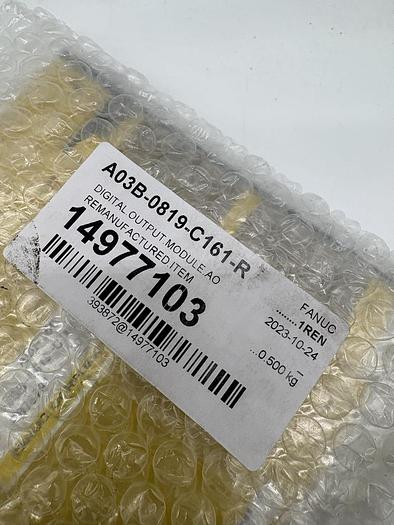 A03B-0819-C161-R
DIGITAL.OUTPUT.MODULE.AO
REMANUFACTURED.ITEM
14977103
393872@14977103
FANUC
........1REN
2023-10-24
–
...0.500 kg